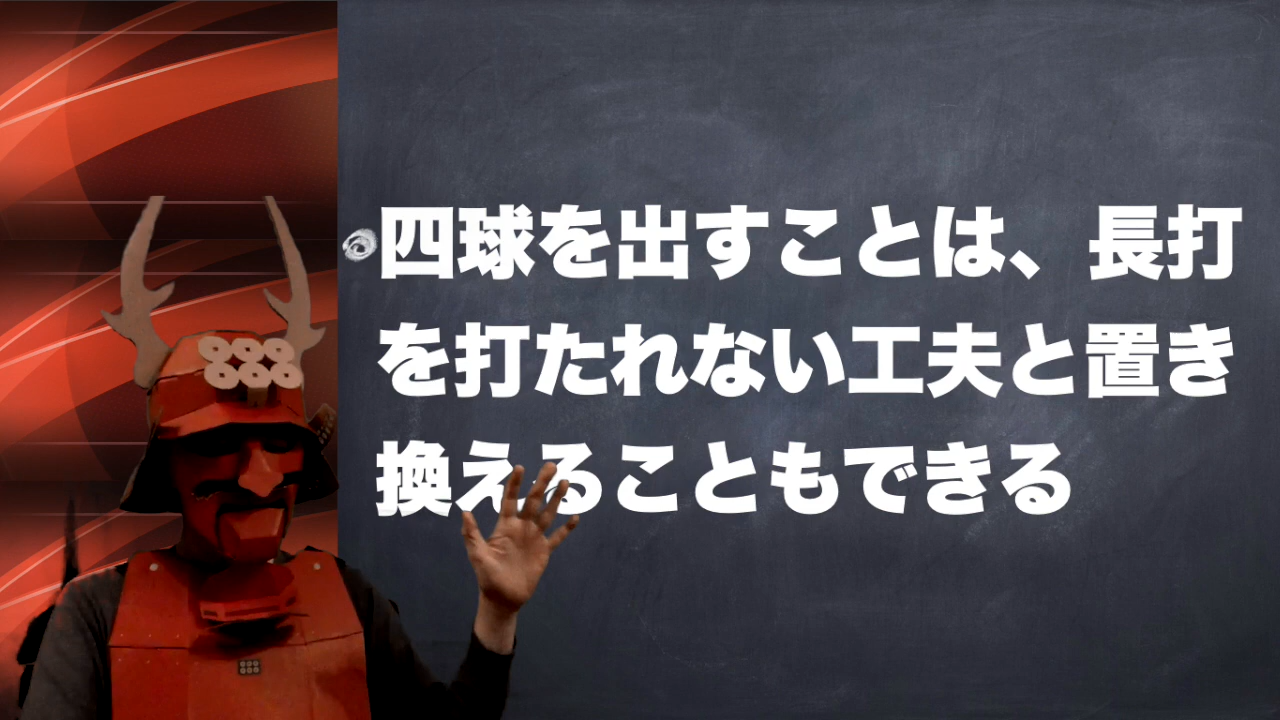 四球を出すことは、長打
を打たれない工夫と置き
換えることもできる